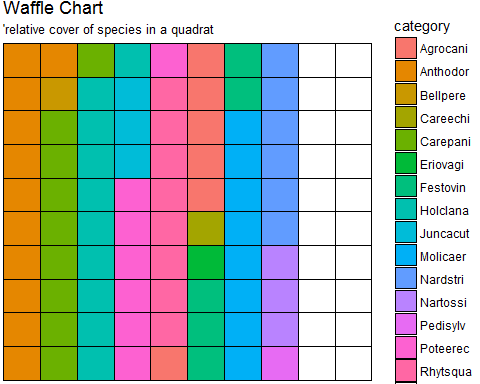 Waffle Chart
'relative cover of species in a quadrat
category
Agrocani
Anthodor
Bellpere
Careechi
Carepani
Eriovagi
Festovin
Holclana
Juncacut
Molicaer
Nardstri
Nartossi
Pedisylv
Poteerec
Rhytsqua